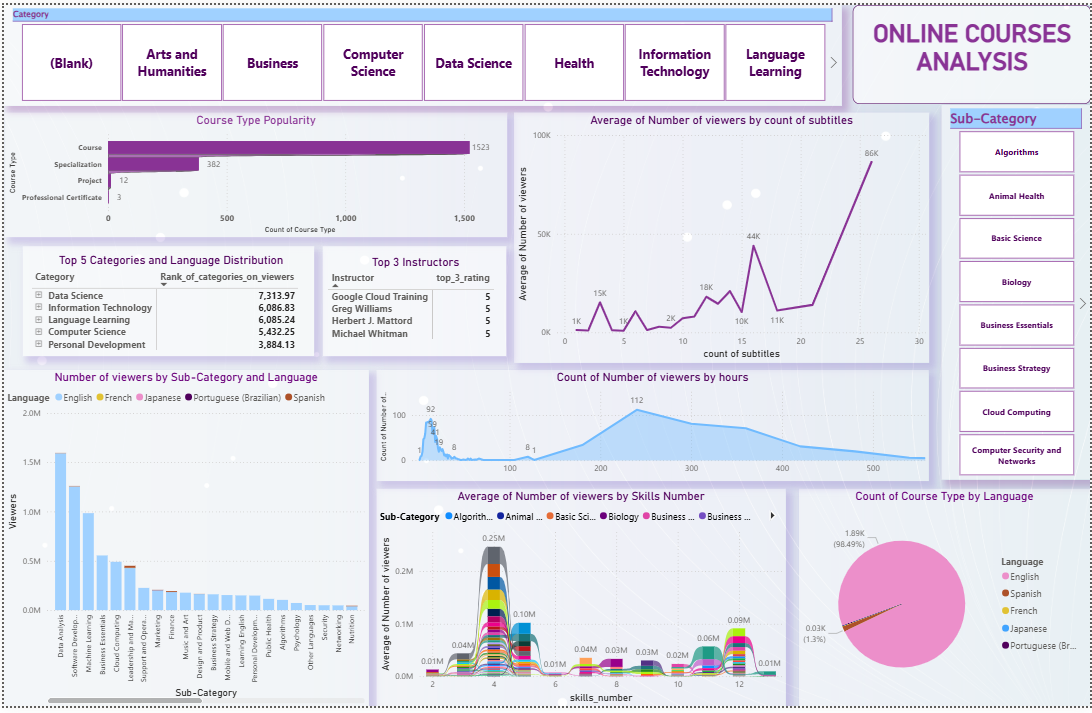 Category
(Blank)
Arts and
Humanities
Business
Computer
Science
Data Science
Health
Information
Technology
Language
Learning
ONLINE COURSES
ANALYSIS
Course Type Popularity
Course Type
Course
Specialization
Project
Professional Certificate
1523
382
12
3
0
500
1,000
1,500
Count of Course Type
Average of Number of viewers by count of subtitles
Average of Number of viewers
100K
50K
0K
1K
15K
1K
2K
18K
10K
44K
11K
86K
0
5
10
15
20
25
30
count of subtitles
Sub-Category
Algorithms
Animal Health
Basic Science
Biology
Business Essentials
Business Strategy
Cloud Computing
Computer Security and
Networks
Top 5 Categories and Language Distribution
Category Rank_of_categories_on_viewers
Data Science 7,313.97
Information Technology 6,086.83
Language Learning 6,085.24
Computer Science 5,432.25
Personal Development 3,884.13
Top 3 Instructors
Instructor top_3_rating
Google Cloud Training 5
Greg Williams 5
Herbert J. Mattord 5
Michael Whitman 5
Number of viewers by Sub-Category and Language
Language English French Japanese Portuguese (Brazilian) Spanish
Viewers
2.0M
1.5M
1.0M
0.5M
0.0M
Data Analysis
Software Develop...
Machine Learning
Business Essentials
Cloud Computing
Leadership and Ma...
Support and Opera...
Marketing
Finance
Music and Art
Design and Product
Business Strategy
Mobile and Web D...
Learning English
Personal Developm...
Public Health
Algorithms
Psychology
Other Languages
Security
Networking
Nutrition
Sub-Category
Count of Number of viewers by hours
Count of Number of...
100
0
1
92
59
41
19
8
8
1
112
100
200
300
400
500
Average of Number of viewers by Skills Number
Sub-Category Algorith... Animal ... Basic Sci... Biology Business ... Business ...
Average of Number of viewers
0.2M
0.1M
0.0M
0.01M
0.04M
0.25M
0.10M
0.01M
0.04M
0.03M
0.03M
0.02M
0.06M
0.09M
0.01M
2
4
6
8
10
12
skills_number
Count of Course Type by Language
1.89K
(98.49%)
0.03K
(1.3%)
Language
English
Spanish
French
Japanese
Portuguese (Br...